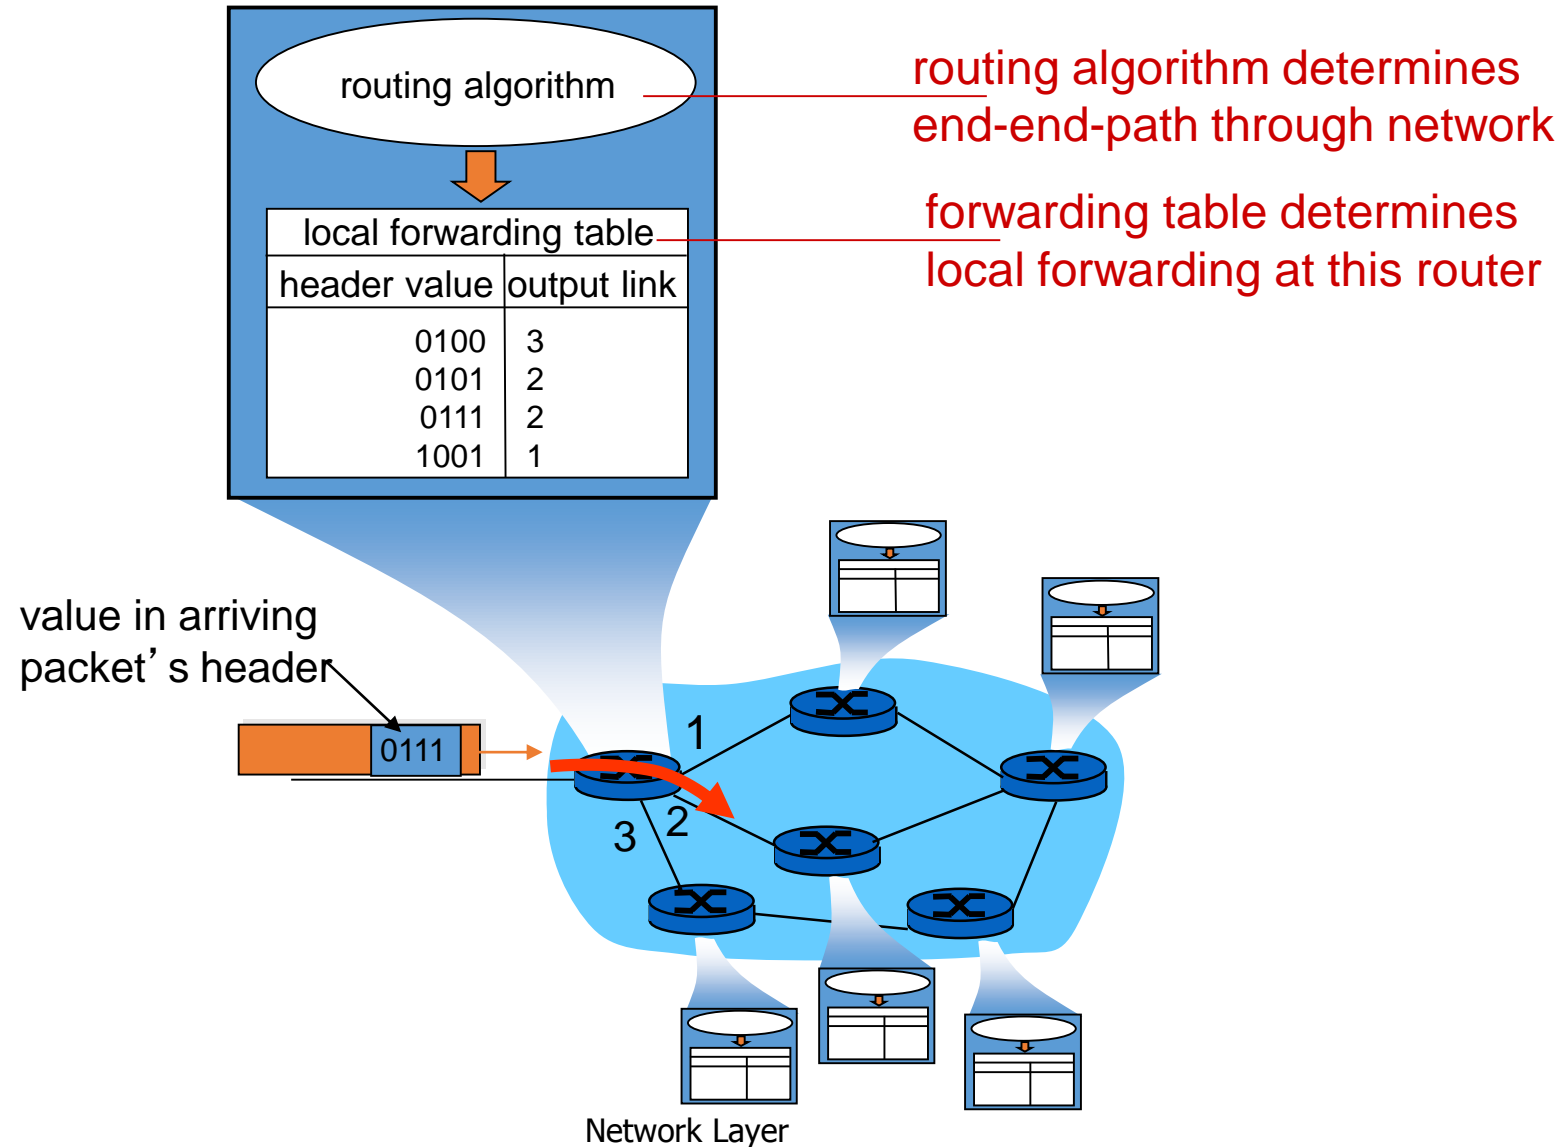 routing algorithm
routing algorithm determines
end-end-path through network
local forwarding table
forwarding table determines
local forwarding at this router
header value output link
0100 3
0101 2
0111 2
1001 1
value in arriving
packet’s header
0111
1
2
3
Network Layer